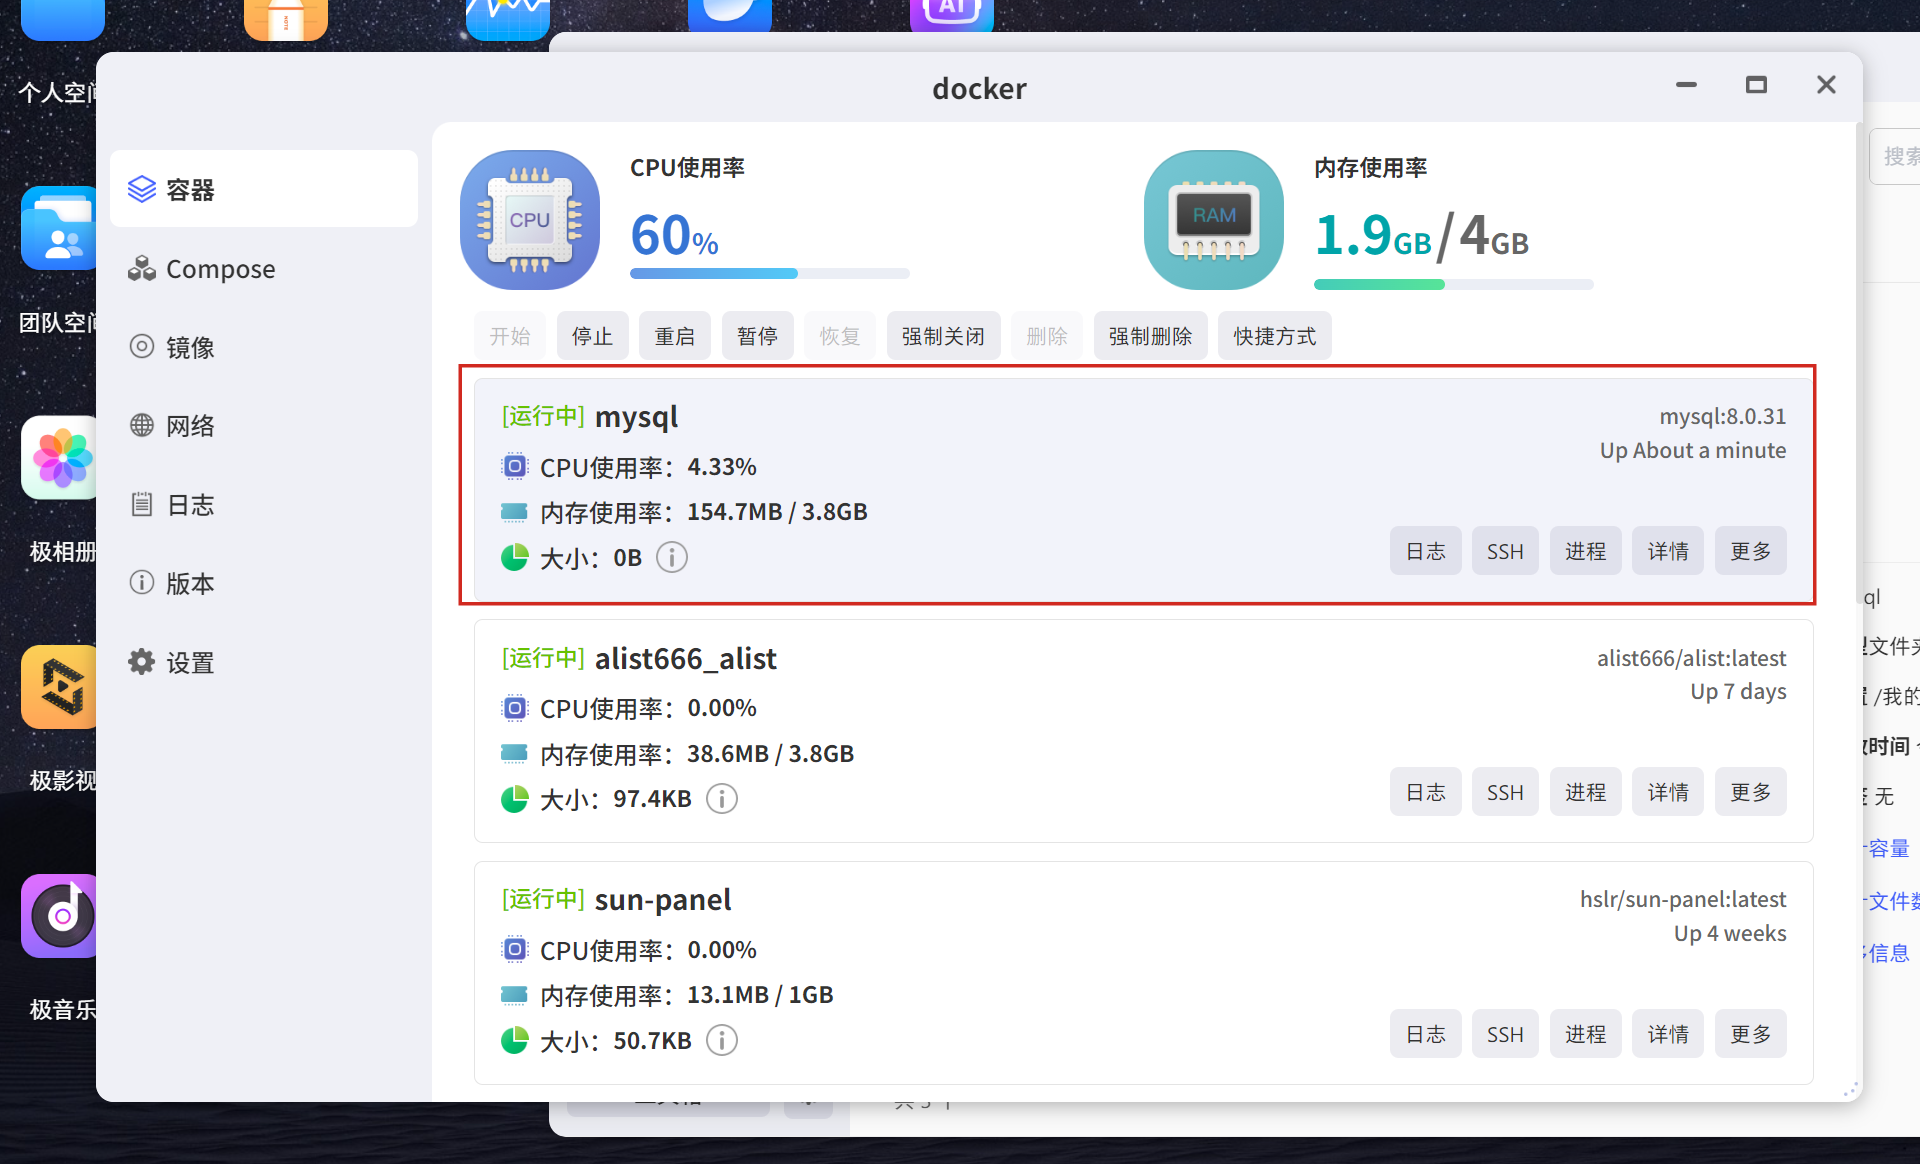 docker
个人空间
团队空间
极相册
极影视
极音乐
AI
容器
Compose
镜像
网络
日志
版本
设置
CPU
CPU使用率
60%
RAM
内存使用率
1.9GB/4GB
开始 停止 重启 暂停 恢复 强制关闭 删除 强制删除 快捷方式
[运行中] mysql
mysql:8.0.31
Up About a minute
CPU使用率：4.33%
内存使用率：154.7MB / 3.8GB
大小：0B
日志 SSH 进程 详情 更多
[运行中] alist666_alist
alist666/alist:latest
Up 7 days
CPU使用率：0.00%
内存使用率：38.6MB / 3.8GB
大小：97.4KB
日志 SSH 进程 详情 更多
[运行中] sun-panel
hslr/sun-panel:latest
Up 4 weeks
CPU使用率：0.00%
内存使用率：13.1MB / 1GB
大小：50.7KB
日志 SSH 进程 详情 更多
搜索
ql
文件夹
/我的
时间
无
容量
文件数
信息